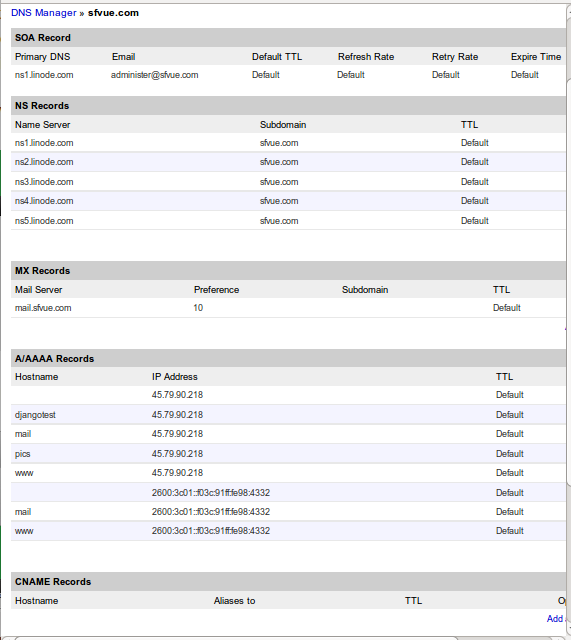 DNS Manager » sfvue.com
SOA Record
Primary DNS Email Default TTL Refresh Rate Retry Rate Expire Time
ns1.linode.com administer@sfvue.com Default Default Default Default
NS Records
Name Server Subdomain TTL
ns1.linode.com sfvue.com Default
ns2.linode.com sfvue.com Default
ns3.linode.com sfvue.com Default
ns4.linode.com sfvue.com Default
ns5.linode.com sfvue.com Default
MX Records
Mail Server Preference Subdomain TTL
mail.sfvue.com 10 Default
A/AAAA Records
Hostname IP Address TTL
45.79.90.218 Default
djangotest 45.79.90.218 Default
mail 45.79.90.218 Default
pics 45.79.90.218 Default
www 45.79.90.218 Default
2600:3c01::f03c:91ff:fe98:4332 Default
mail 2600:3c01::f03c:91ff:fe98:4332 Default
www 2600:3c01::f03c:91ff:fe98:4332 Default
CNAME Records
Hostname Aliases to TTL
Add